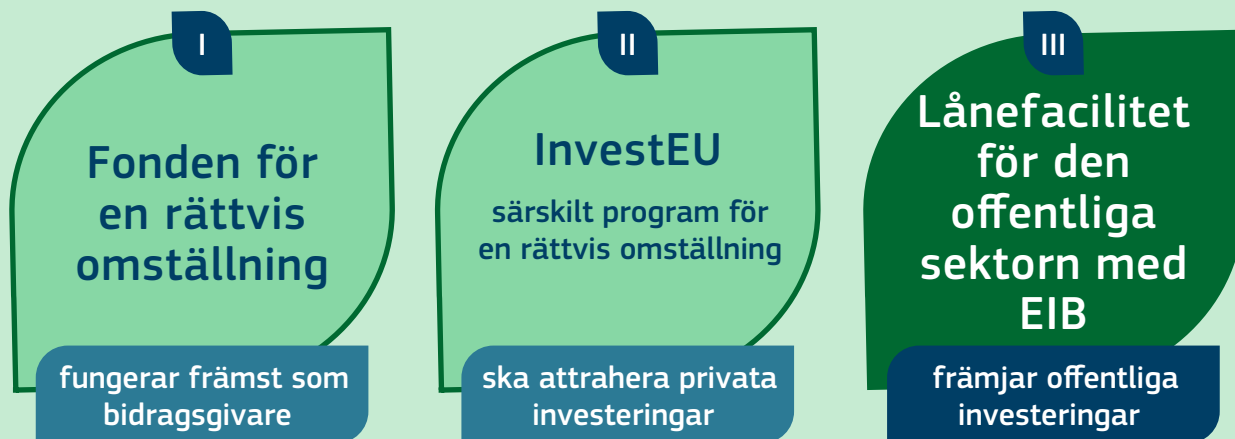 I
Fonden för
en rättvis
omställning
fungerar främst som
bidragsgivare
II
InvestEU
särskilt program för
en rättvis omställning
ska attrahera privata
investeringar
III
Lånefacilitet
för den
offentliga
sektorn med
EIB
främjar offentliga
investeringar